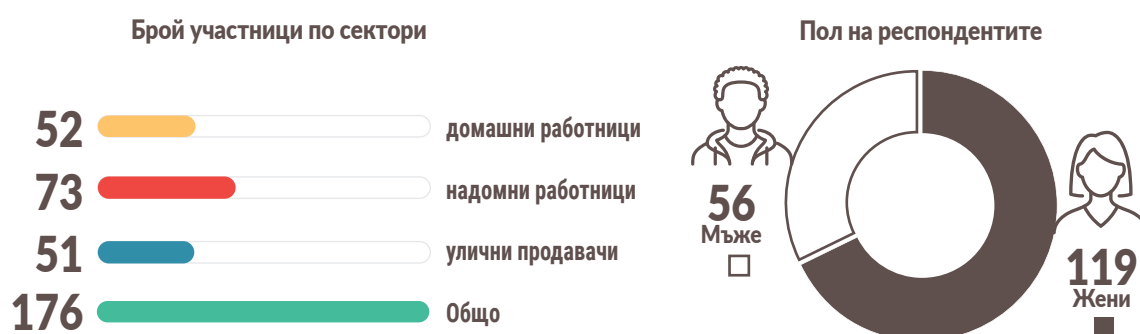 Брой участници по сектори
52 домашни работници
73 надомни работници
51 улични продавачи
176 Общо
Пол на респондентите
56
Мъже
119
Жени